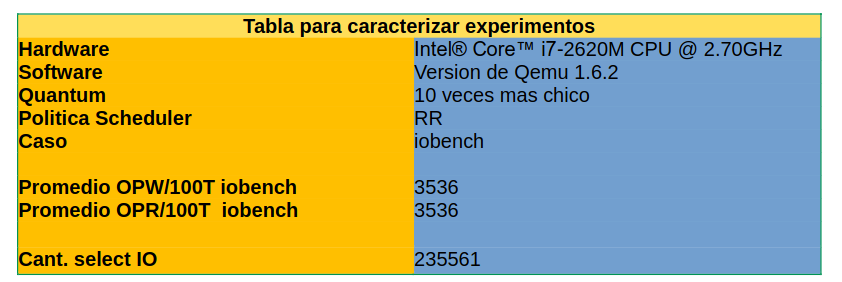 Tabla para caracterizar experimentos
Hardware Intel® Core™ i7-2620M CPU @ 2.70GHz
Software Version de Qemu 1.6.2
Quantum 10 veces mas chico
Politica Scheduler RR
Caso iobench
Promedio OPW/100T iobench 3536
Promedio OPR/100T  iobench 3536
Cant. select IO 235561